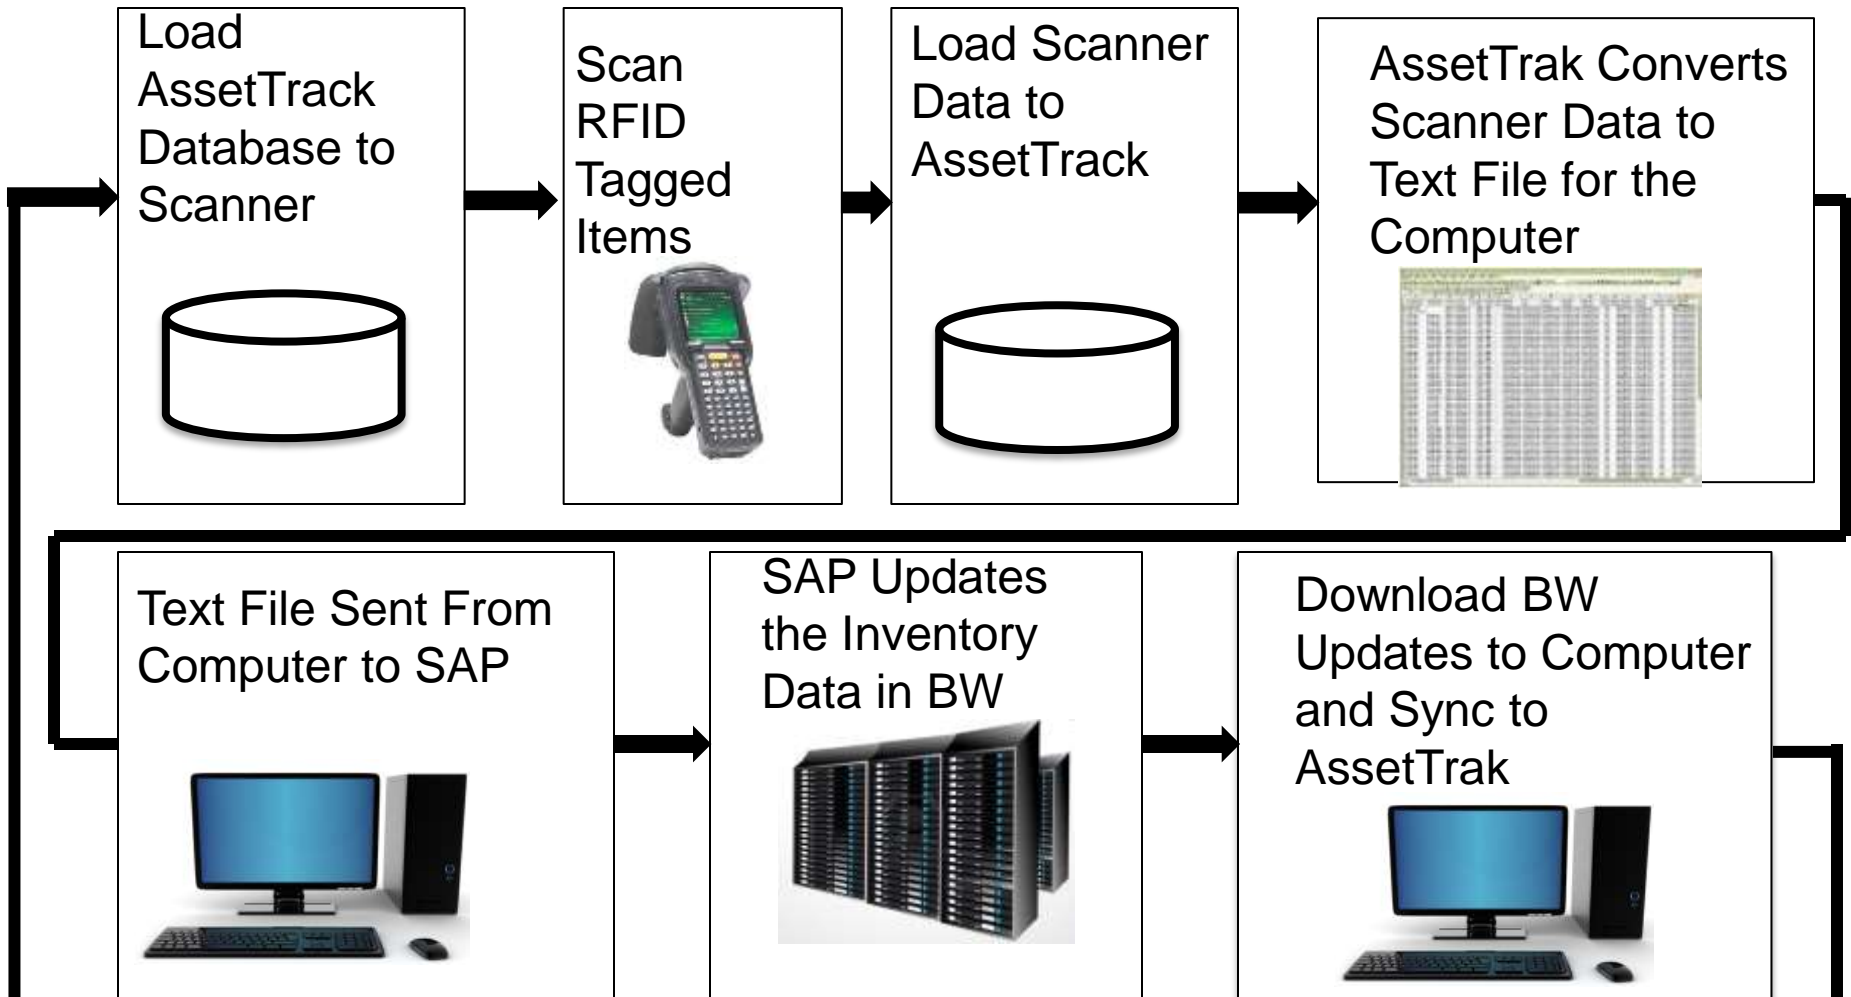 Load
AssetTrack
Database to
Scanner
Scan
RFID
Tagged
Items
Load Scanner
Data to
AssetTrack
AssetTrak Converts
Scanner Data to
Text File for the
Computer
Text File Sent From
Computer to SAP
SAP Updates
the Inventory
Data in BW
Download BW
Updates to Computer
and Sync to
AssetTrak